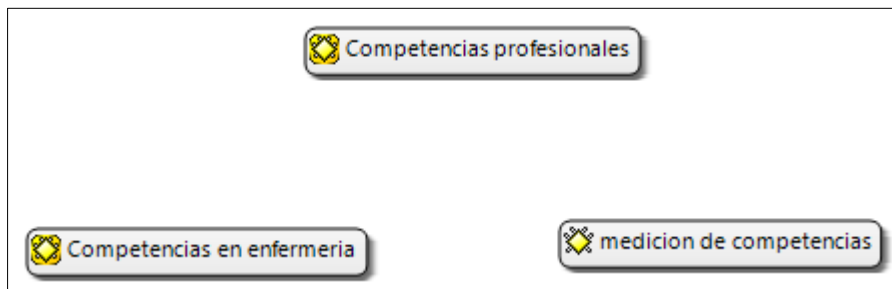 Competencias profesionales
Competencias en enfermeria
medicion de competencias